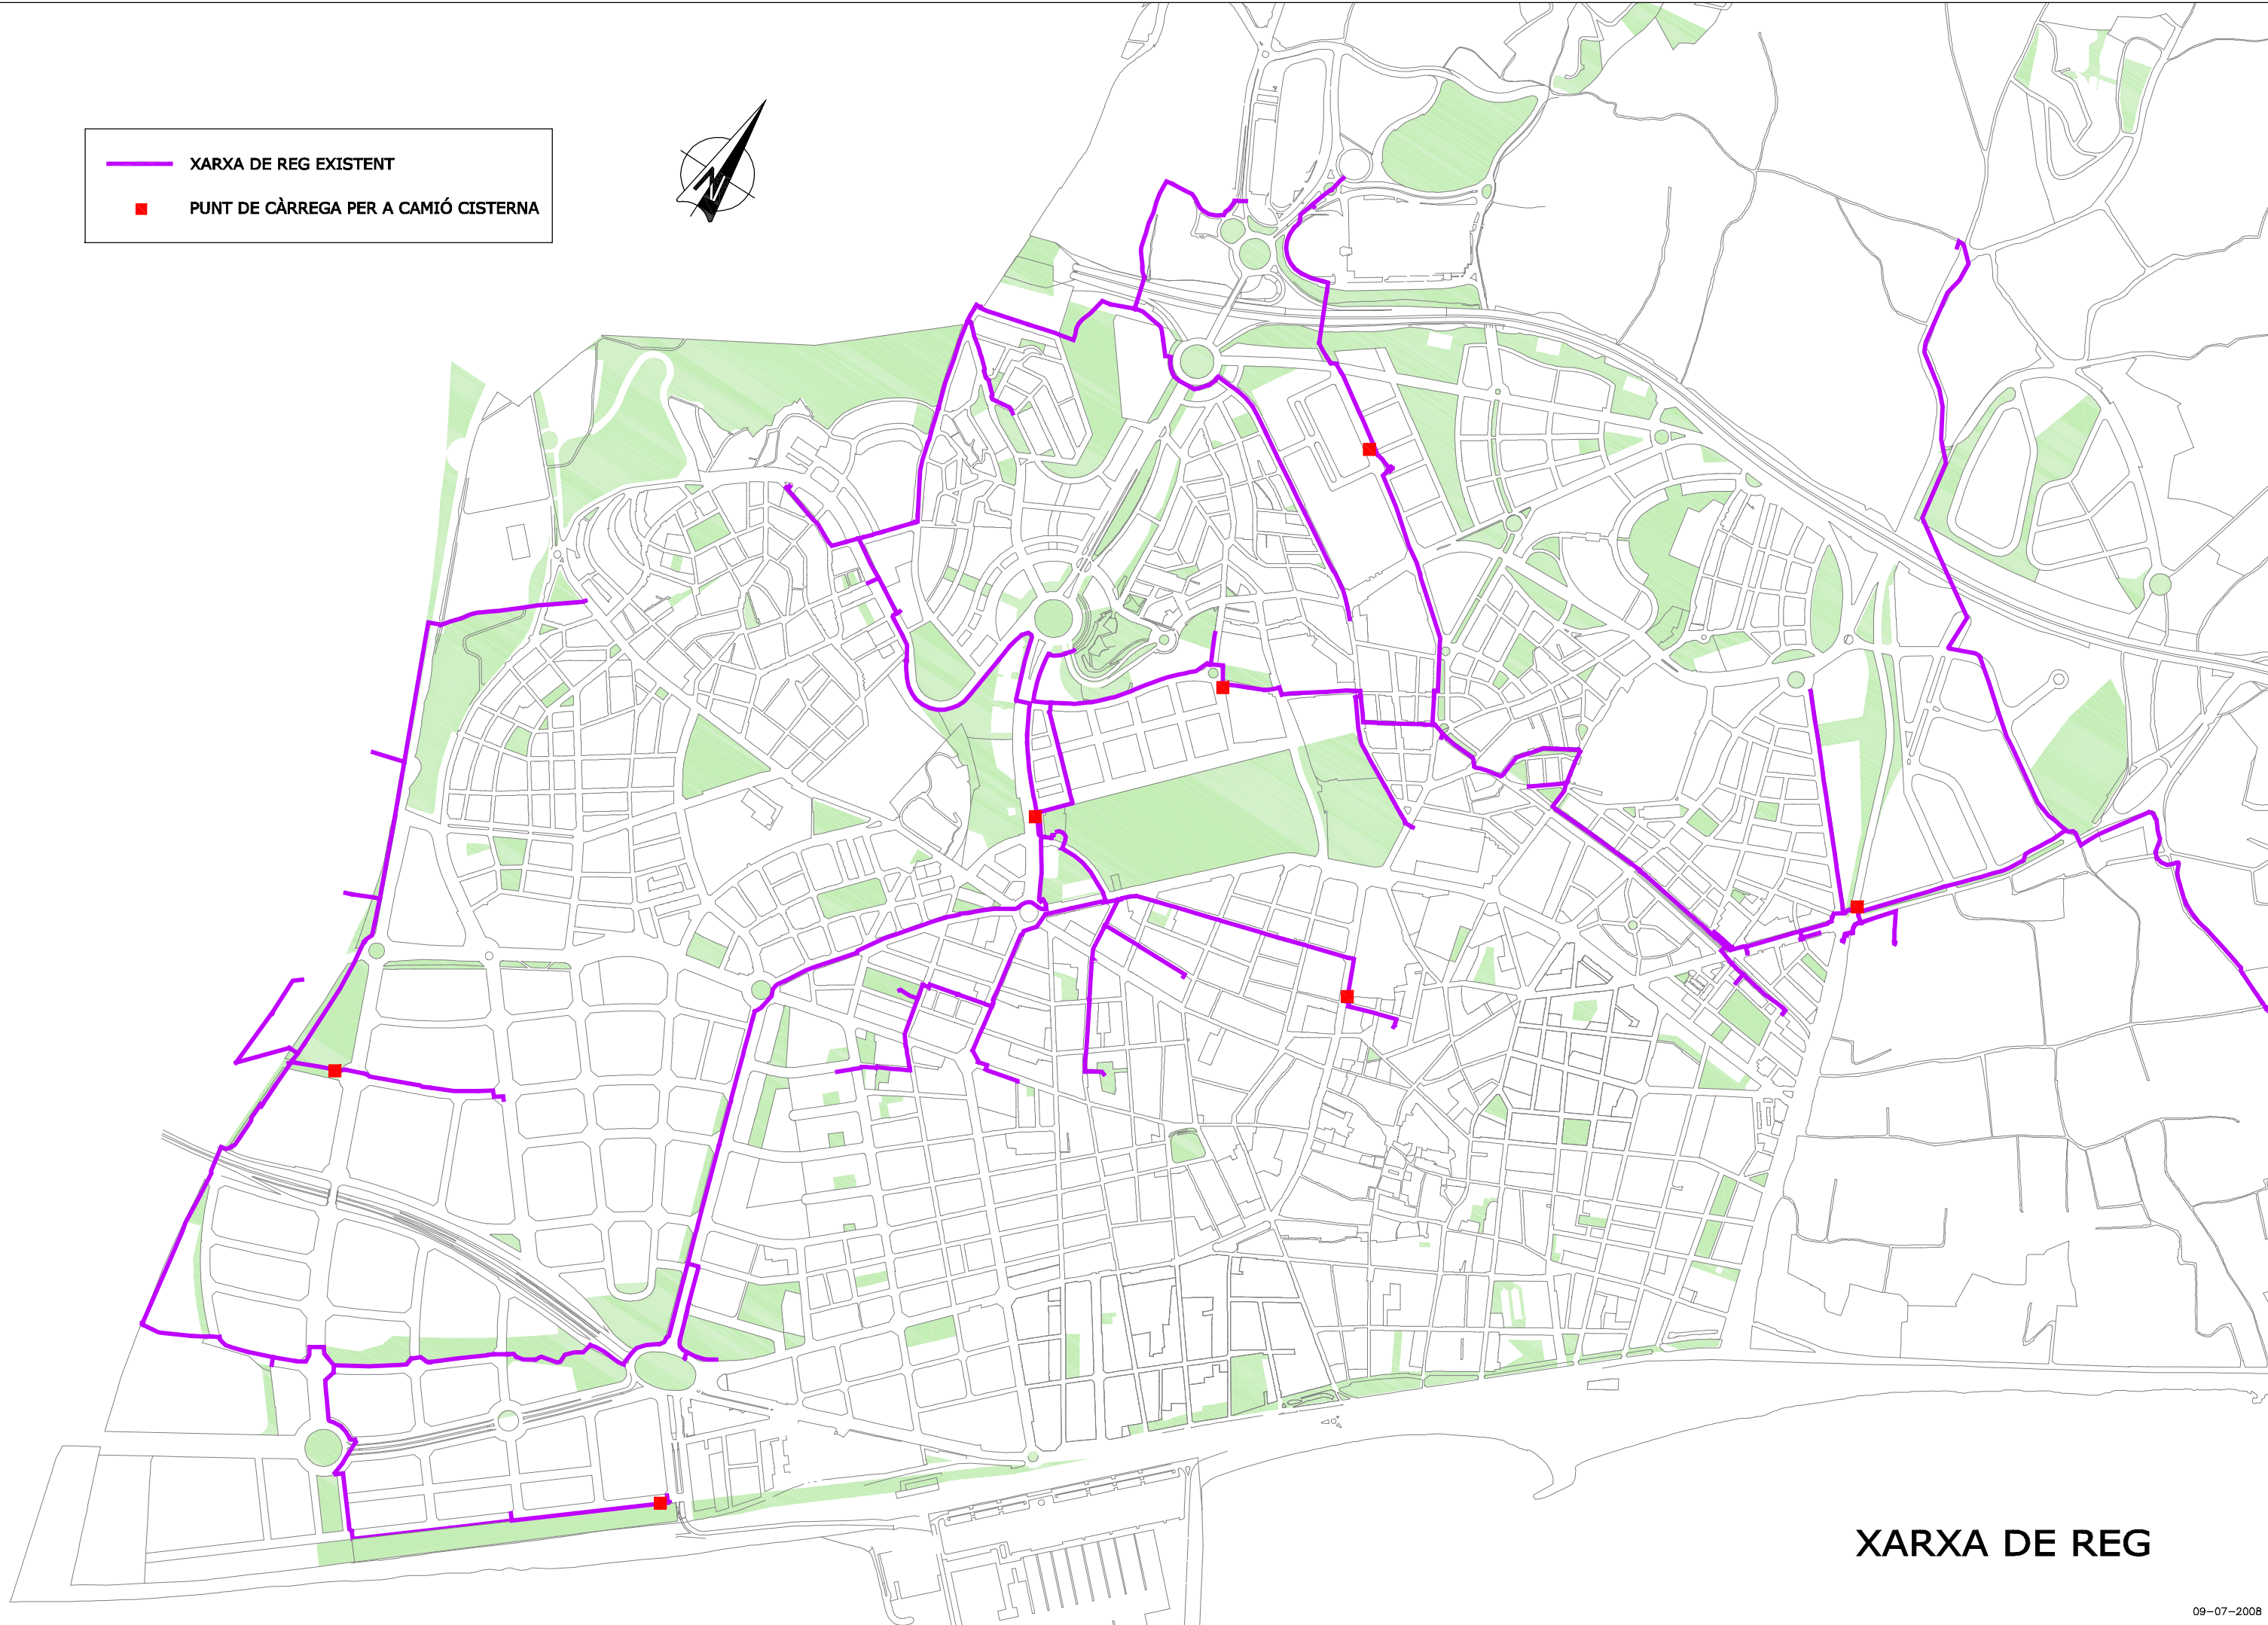 XARXA DE REG EXISTENT
PUNT DE CÀRREGA PER A CAMIÓ CISTERNA
N
XARXA DE REG
09-07-2008